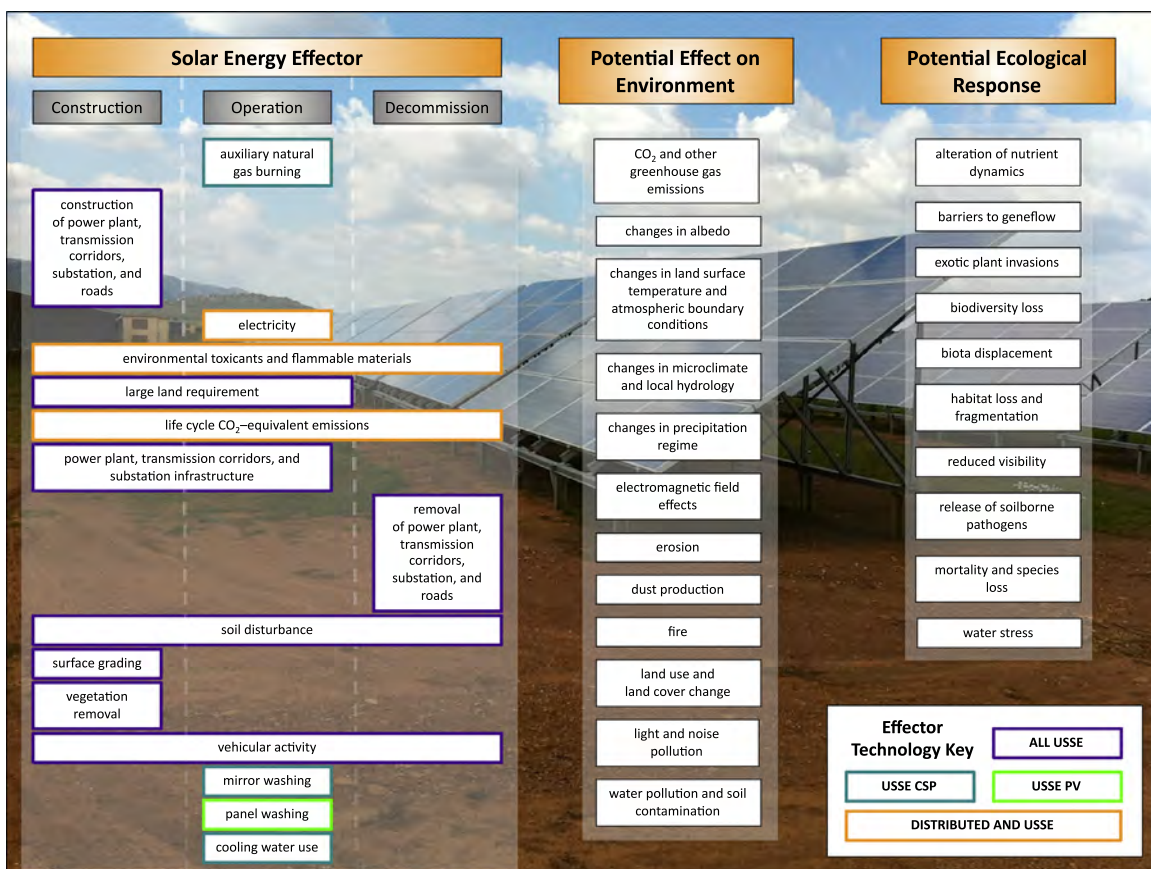 Solar Energy Effector
Construction
Operation
Decommission
auxiliary natural
gas burning
construction
of power plant,
transmission
corridors,
substation, and
roads
electricity
environmental toxicants and flammable materials
large land requirement
life cycle CO₂–equivalent emissions
power plant, transmission corridors, and
substation infrastructure
removal
of power plant,
transmission
corridors,
substation, and
roads
soil disturbance
surface grading
vegetation
removal
vehicular activity
mirror washing
panel washing
cooling water use
Potential Effect on
Environment
CO₂ and other
greenhouse gas
emissions
changes in albedo
changes in land surface
temperature and
atmospheric boundary
conditions
changes in microclimate
and local hydrology
changes in precipitation
regime
electromagnetic field
effects
erosion
dust production
fire
land use and
land cover change
light and noise
pollution
water pollution and soil
contamination
Potential Ecological
Response
alteration of nutrient
dynamics
barriers to geneflow
exotic plant invasions
biodiversity loss
biota displacement
habitat loss and
fragmentation
reduced visibility
release of soilborne
pathogens
mortality and species
loss
water stress
Effector
Technology Key
ALL USSE
USSE CSP
USSE PV
DISTRIBUTED AND USSE